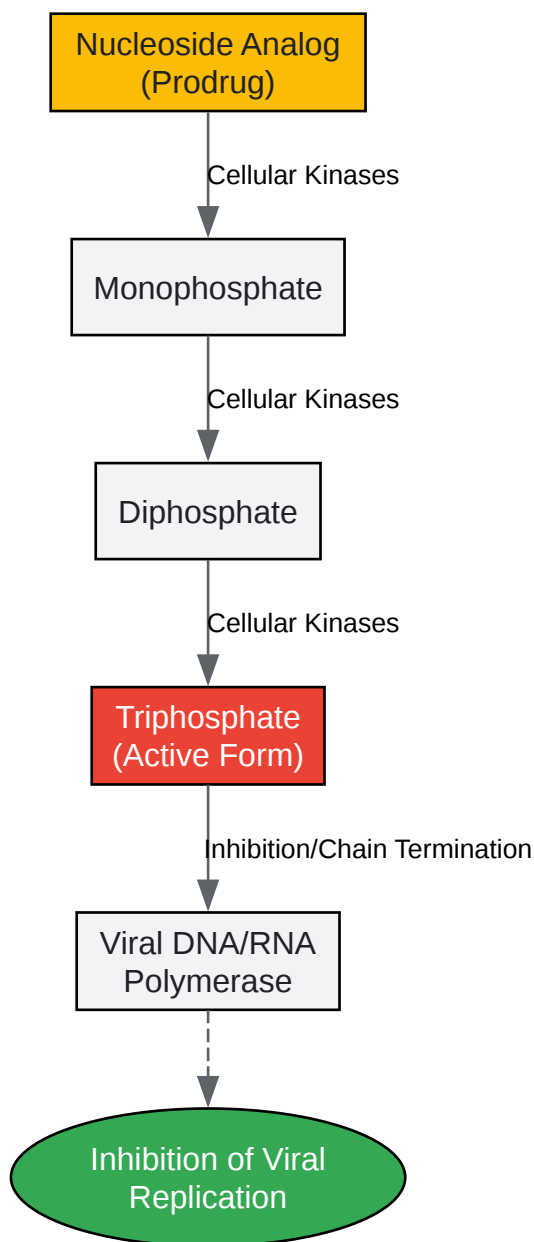 Nucleoside Analog
(Prodrug)
Cellular Kinases
Monophosphate
Cellular Kinases
Diphosphate
Cellular Kinases
Triphosphate
(Active Form)
Inhibition/Chain Termination
Viral DNA/RNA
Polymerase
Inhibition of Viral
Replication